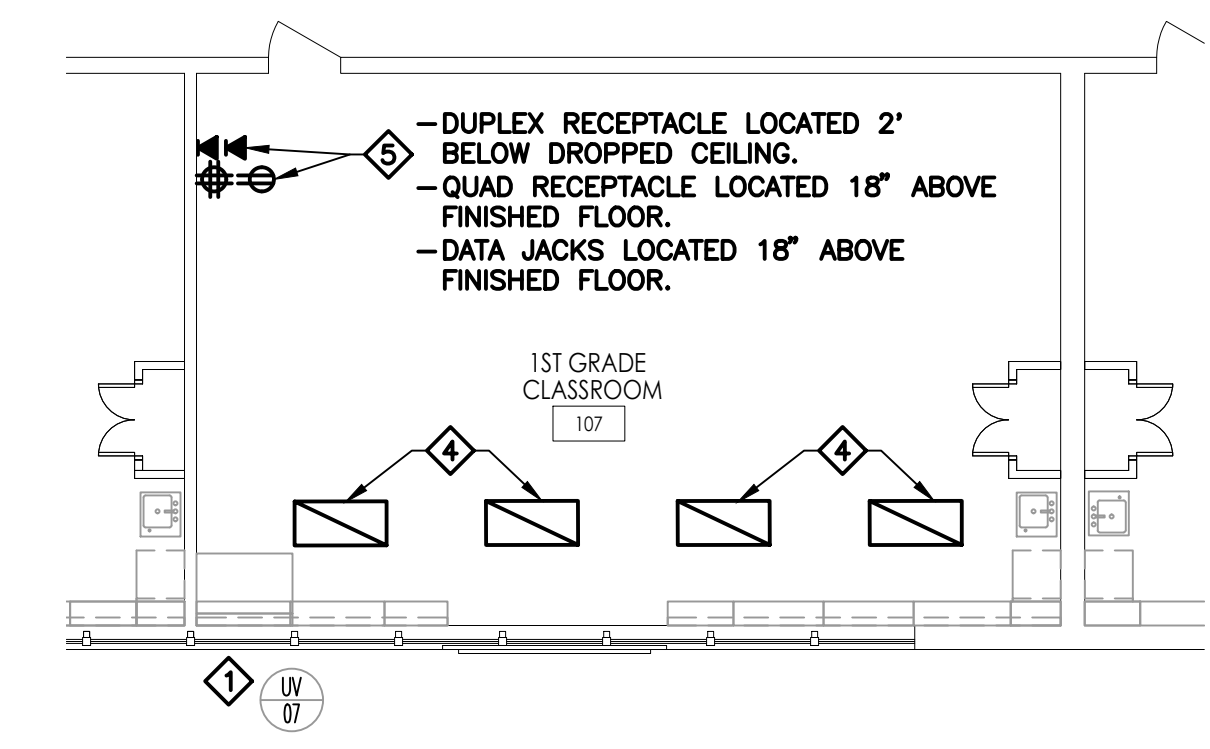 – DUPLEX RECEPTACLE LOCATED 2'
BELOW DROPPED CEILING.
5
– QUAD RECEPTACLE LOCATED 18" ABOVE
FINISHED FLOOR.
– DATA JACKS LOCATED 18" ABOVE
FINISHED FLOOR.
1ST GRADE
CLASSROOM
107
4
4
1
UV
07